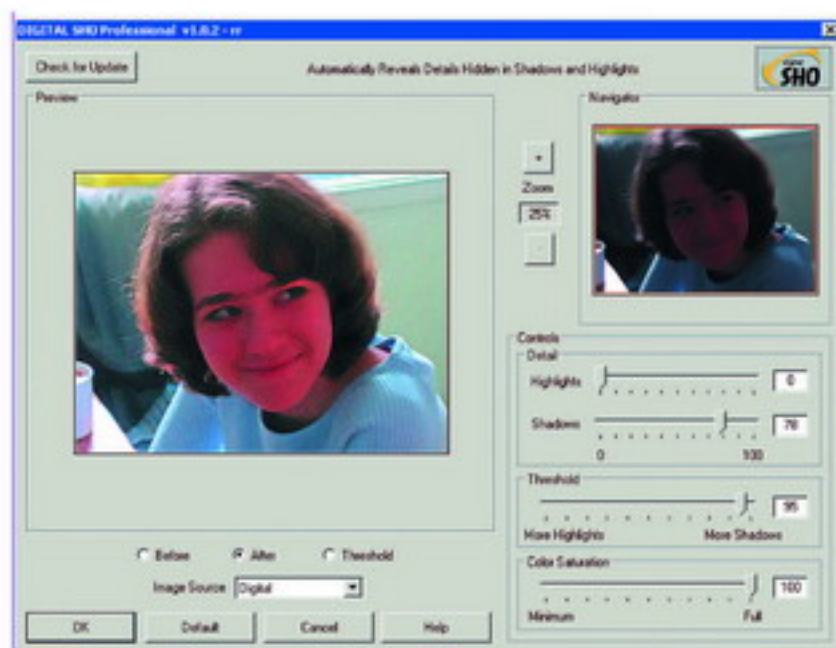 DIGITAL SHO Professional v1.0.2 - rr
Check for Update
Automatically Reveals Details Hidden in Shadows and Highlights
SHO
Preview
Navigator
+
Zoom
25%
-
Controls
Detail
Highlights 0
Shadows 78
0 100
Threshold
95
More Highlights More Shadows
Before After Threshold
Color Saturation
100
Minimum Full
Image Source Digital
OK Default Cancel Help